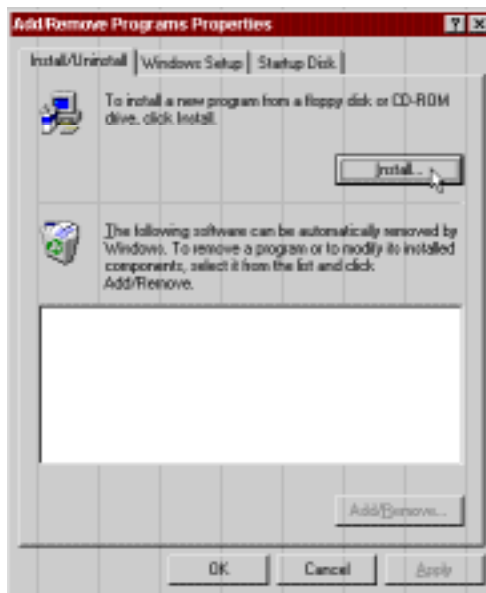 Add/Remove Programs Properties
Install/Uninstall Windows Setup Startup Disk
To install a new program from a floppy disk or CD-ROM
drive, click Install.
Install...
The following software can be automatically removed by
Windows. To remove a program or to modify its installed
components, select it from the list and click
Add/Remove.
Add/Remove...
OK Cancel Apply